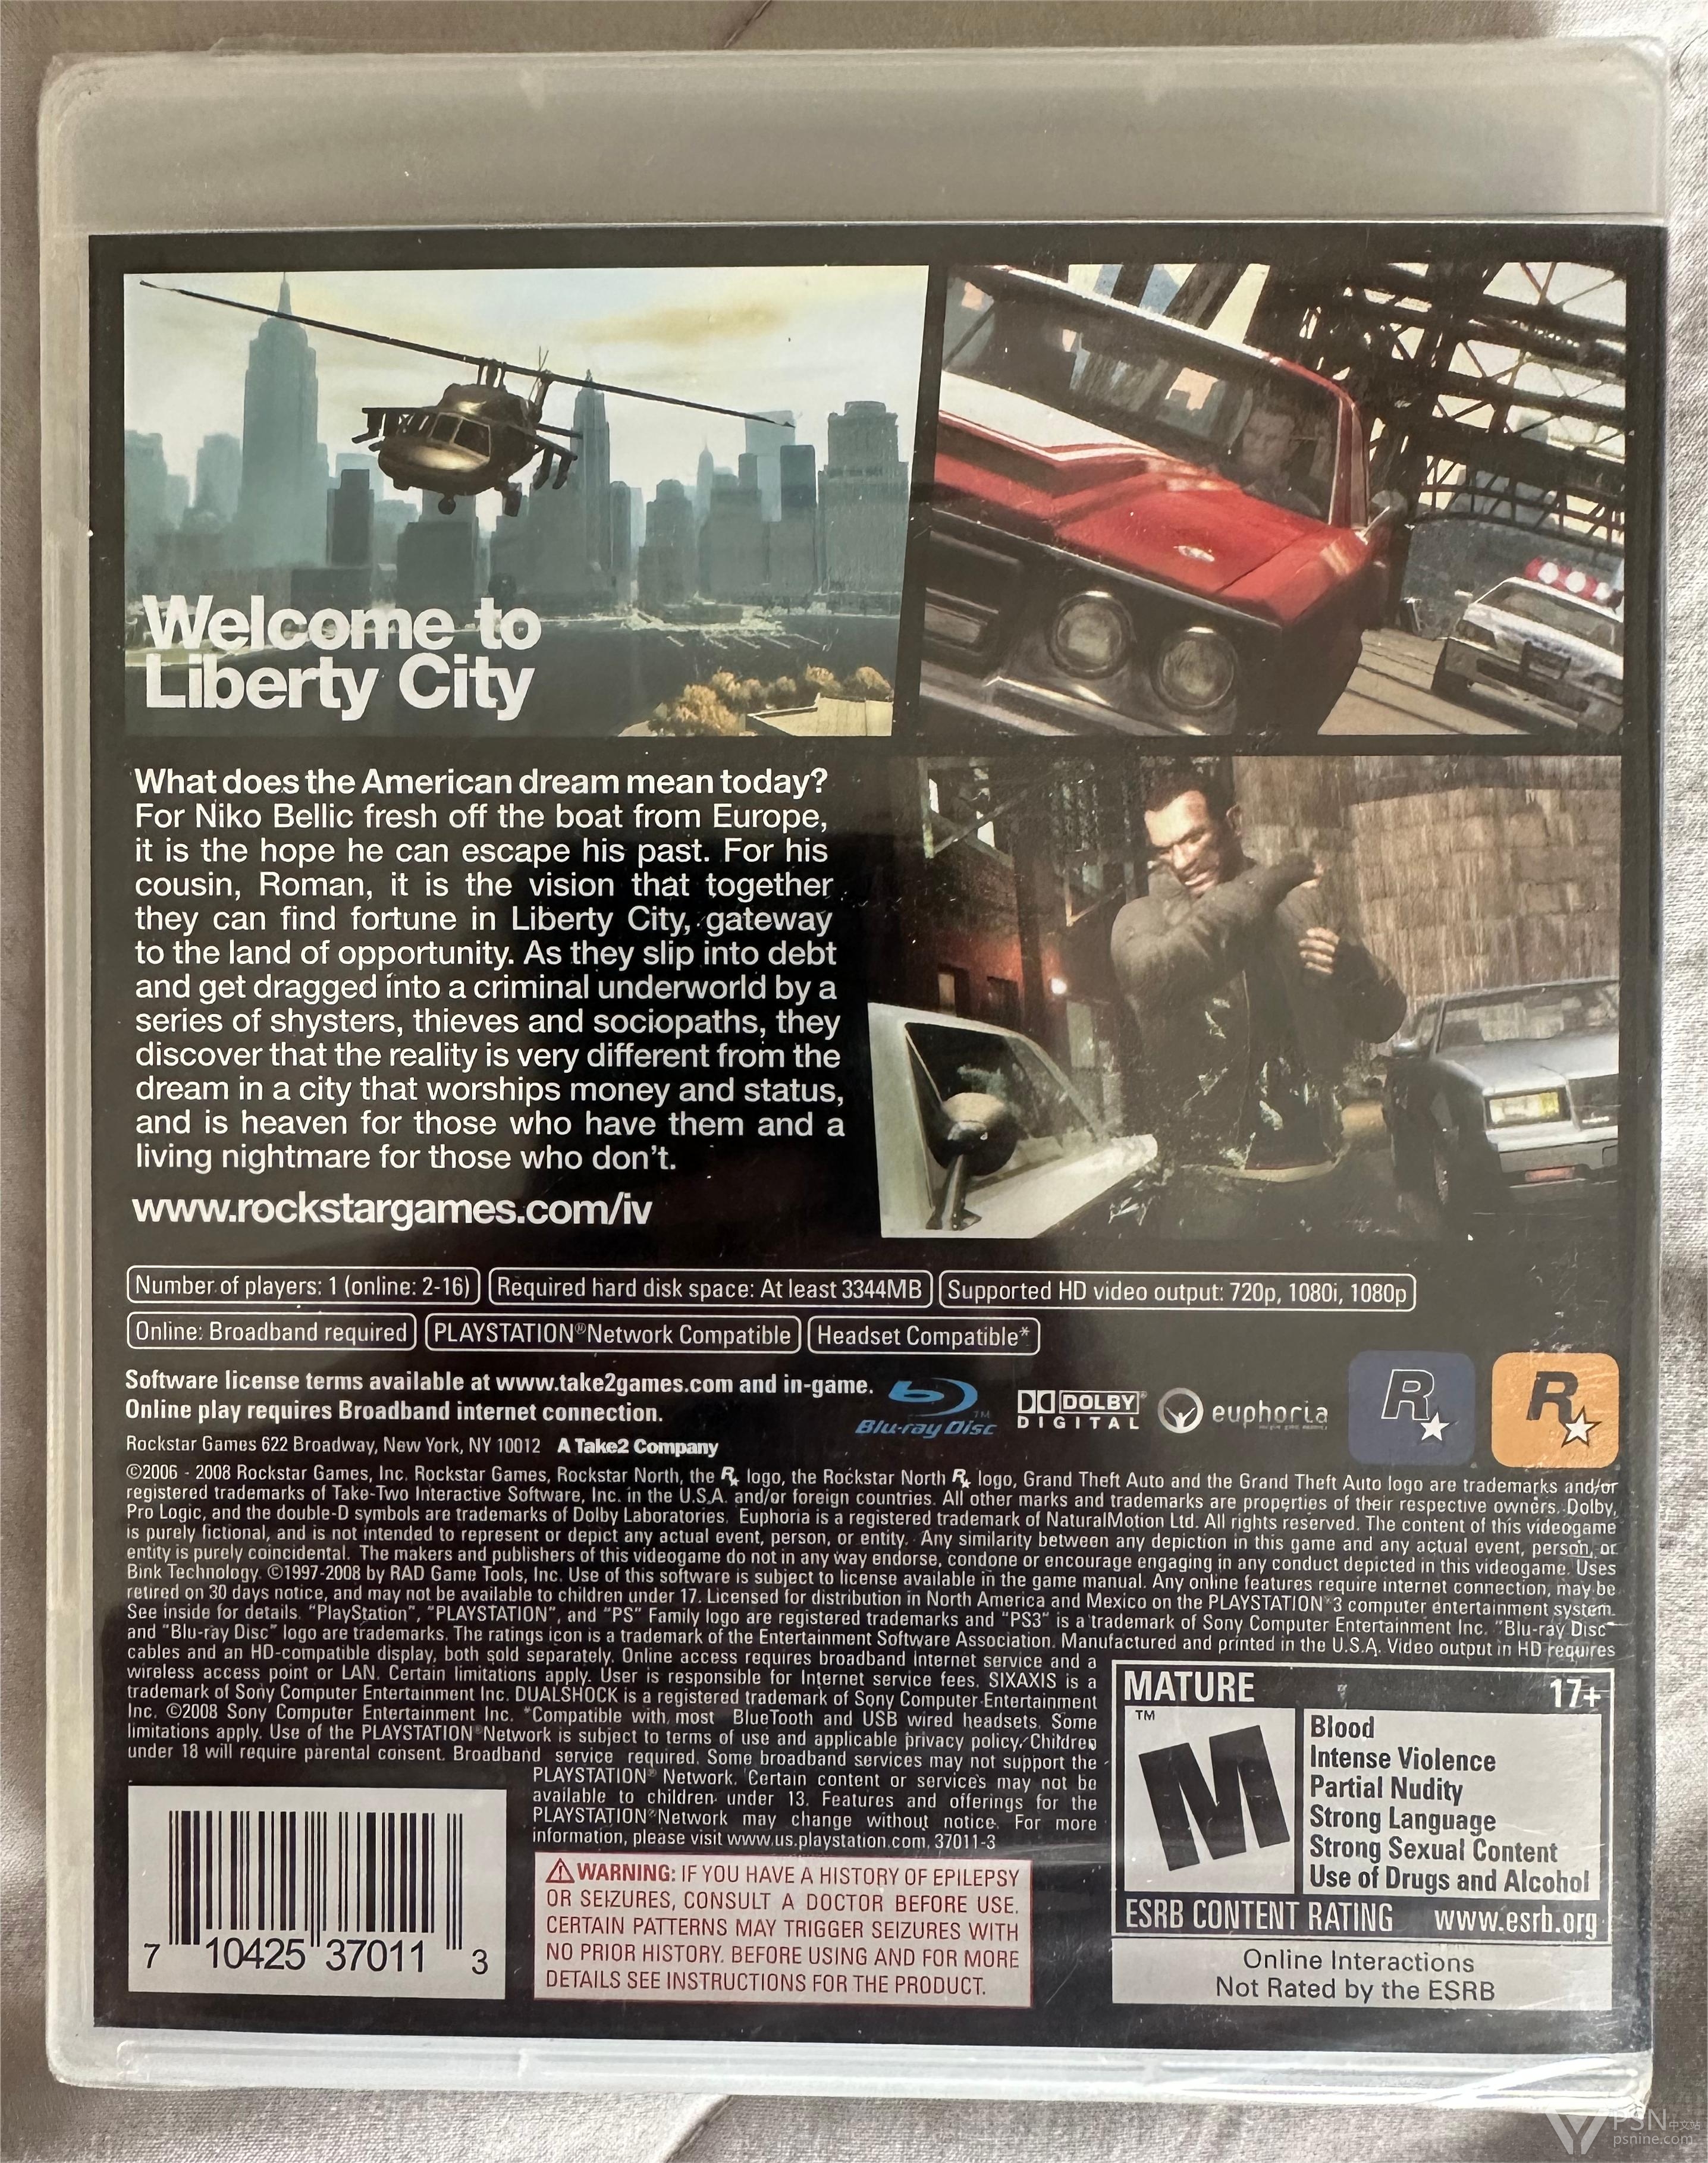 Welcome to
Liberty City
What does the American dream mean today?
For Niko Bellic fresh off the boat from Europe,
it is the hope he can escape his past. For his
cousin, Roman, it is the vision that together
they can find fortune in Liberty City, gateway
to the land of opportunity. As they slip into debt
and get dragged into a criminal underworld by a
series of shysters, thieves and sociopaths, they
discover that the reality is very different from the
dream in a city that worships money and status,
and is heaven for those who have them and a
living nightmare for those who don't.
www.rockstargames.com/iv
Number of players: 1 (online: 2-16) Required hard disk space: At least 3344MB Supported HD video output: 720p, 1080i, 1080p
Online: Broadband required PLAYSTATION®Network Compatible Headset Compatible*
Software license terms available at www.take2games.com and in-game.
Online play requires Broadband internet connection.
Blu-ray Disc™ DOLBY® DIGITAL euphoria R R
Rockstar Games 622 Broadway, New York, NY 10012 A Take2 Company
©2006 - 2008 Rockstar Games, Inc. Rockstar Games, Rockstar North, the R logo, the Rockstar North R logo, Grand Theft Auto and the Grand Theft Auto logo are trademarks and/or
registered trademarks of Take-Two Interactive Software, Inc. in the U.S.A. and/or foreign countries. All other marks and trademarks are properties of their respective owners. Dolby,
Pro Logic, and the double-D symbols are trademarks of Dolby Laboratories. Euphoria is a registered trademark of NaturalMotion Ltd. All rights reserved. The content of this videogame
is purely fictional, and is not intended to represent or depict any actual event, person, or entity. Any similarity between any depiction in this game and any actual event, person, or
entity is purely coincidental. The makers and publishers of this videogame do not in any way endorse, condone or encourage engaging in any conduct depicted in this videogame. Uses
Bink Technology. ©1997-2008 by RAD Game Tools, Inc. Use of this software is subject to license available in the game manual. Any online features require internet connection, may be
retired on 30 days notice, and may not be available to children under 17. Licensed for distribution in North America and Mexico on the PLAYSTATION®3 computer entertainment system.
See inside for details. "PlayStation", "PLAYSTATION", and "PS" Family logo are registered trademarks and "PS3" is a trademark of Sony Computer Entertainment Inc. "Blu-ray Disc"
and "Blu-ray Disc" logo are trademarks. The ratings icon is a trademark of the Entertainment Software Association. Manufactured and printed in the U.S.A. Video output in HD requires
cables and an HD-compatible display, both sold separately. Online access requires broadband Internet service and a
wireless access point or LAN. Certain limitations apply. User is responsible for Internet service fees. SIXAXIS is a
trademark of Sony Computer Entertainment Inc. DUALSHOCK is a registered trademark of Sony Computer Entertainment
Inc. ©2008 Sony Computer Entertainment Inc. *Compatible with most BlueTooth and USB wired headsets. Some
limitations apply. Use of the PLAYSTATION®Network is subject to terms of use and applicable privacy policy. Children
under 18 will require parental consent. Broadband service required. Some broadband services may not support the
PLAYSTATION® Network. Certain content or services may not be
available to children under 13. Features and offerings for the
PLAYSTATION®Network may change without notice. For more
information, please visit www.us.playstation.com. 37011-3
WARNING: IF YOU HAVE A HISTORY OF EPILEPSY
OR SEIZURES, CONSULT A DOCTOR BEFORE USE.
CERTAIN PATTERNS MAY TRIGGER SEIZURES WITH
NO PRIOR HISTORY. BEFORE USING AND FOR MORE
DETAILS SEE INSTRUCTIONS FOR THE PRODUCT.
7 10425 37011 3
MATURE 17+
™
M
Blood
Intense Violence
Partial Nudity
Strong Language
Strong Sexual Content
Use of Drugs and Alcohol
ESRB CONTENT RATING www.esrb.org
Online Interactions
Not Rated by the ESRB
PSN中文站
psnine.com